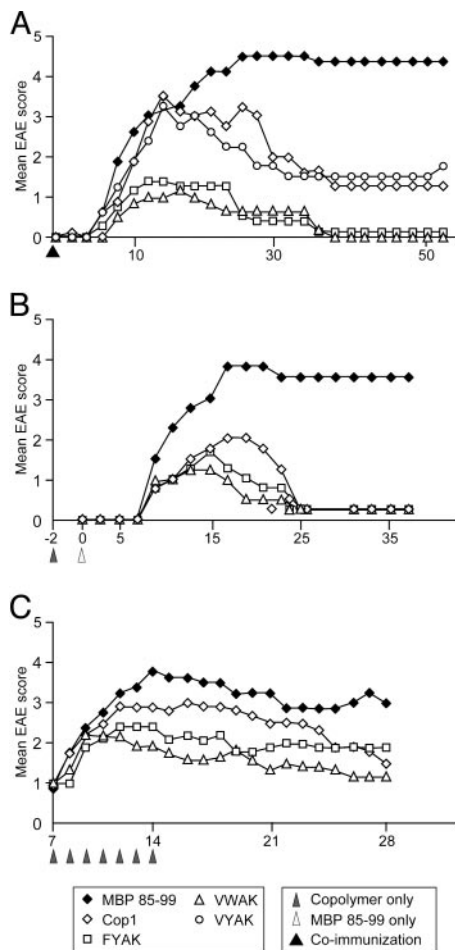 A
Mean EAE score
5
4
3
2
1
0
10 30 50
B
Mean EAE score
5
4
3
2
1
0
-2 0 5 15 25 35
C
Mean EAE score
5
4
3
2
1
0
7 14 21 28
MBP 85-99 VWAK
Cop1 VYAK
FYAK
Copolymer only
MBP 85-99 only
Co-immunization